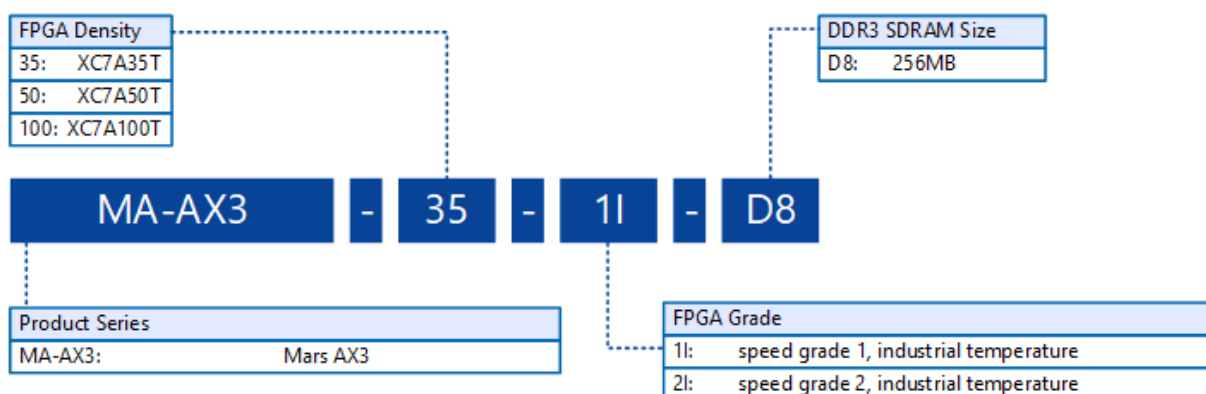 FPGA Density
35: XC7A35T
50: XC7A50T
100: XC7A100T
DDR3 SDRAM Size
D8: 256MB
MA-AX3 - 35 - 1I - D8
Product Series
MA-AX3: Mars AX3
FPGA Grade
1I: speed grade 1, industrial temperature
2I: speed grade 2, industrial temperature